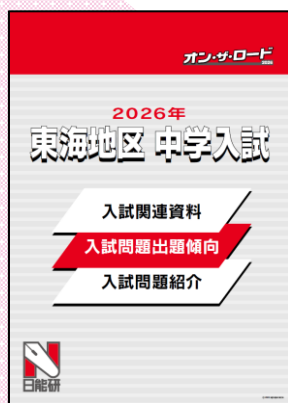 オン・ザ・ロード
2026
2026年
東海地区 中学入試
入試関連資料
入試問題出題傾向
入試問題紹介
N
日能研